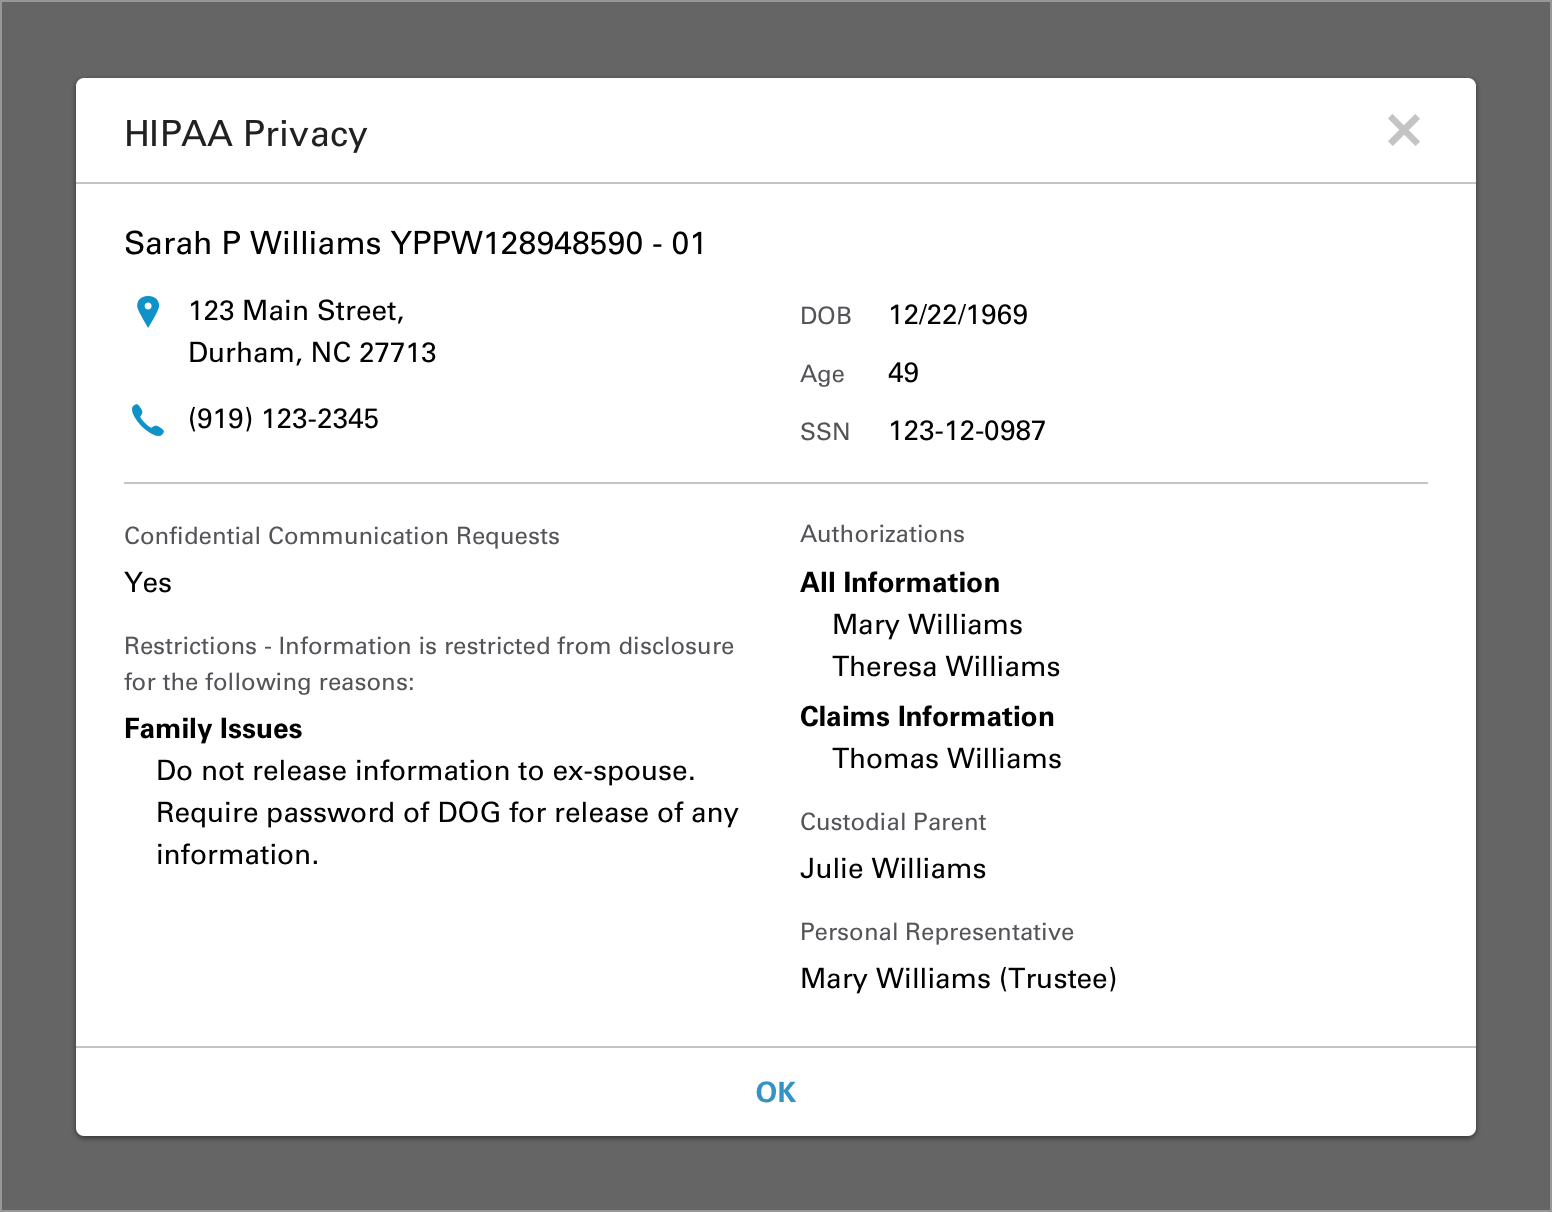 HIPAA Privacy
Sarah P Williams YPPW128948590 - 01
123 Main Street,
Durham, NC 27713
(919) 123-2345
DOB 12/22/1969
Age 49
SSN 123-12-0987
Confidential Communication Requests
Yes
Restrictions - Information is restricted from disclosure
for the following reasons:
Family Issues
Do not release information to ex-spouse.
Require password of DOG for release of any
information.
Authorizations
All Information
Mary Williams
Theresa Williams
Claims Information
Thomas Williams
Custodial Parent
Julie Williams
Personal Representative
Mary Williams (Trustee)
OK